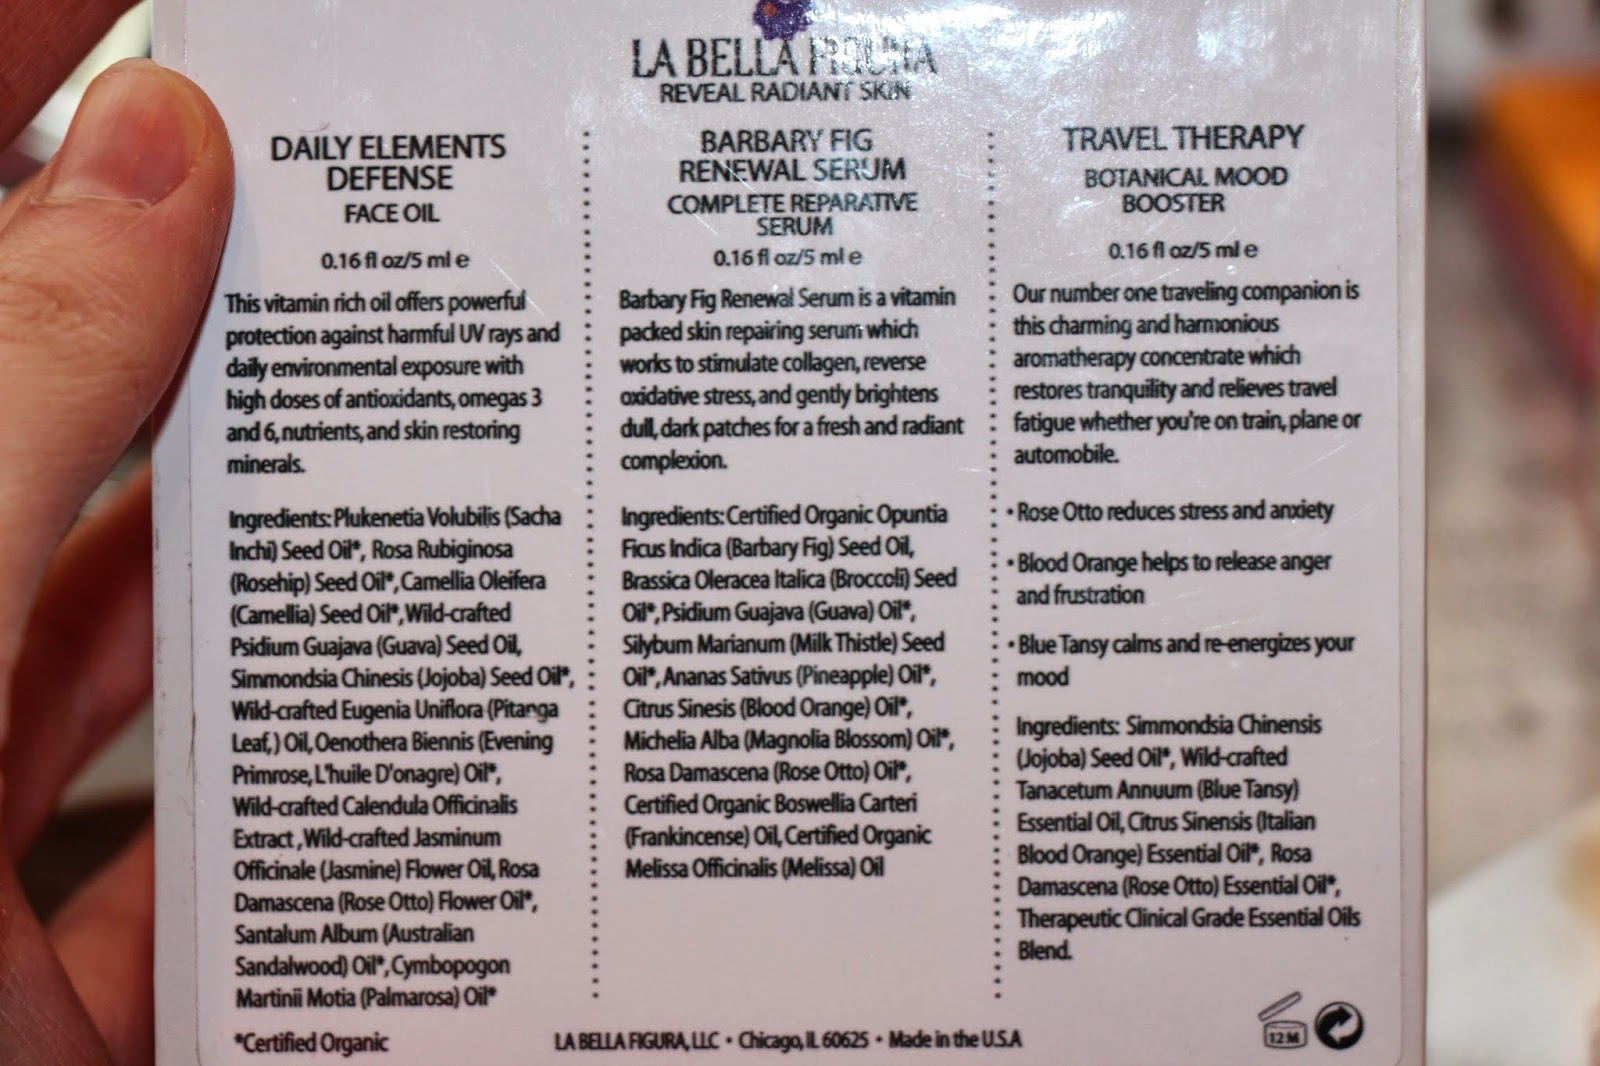 LA BELLA FIGURA
REVEAL RADIANT SKIN
DAILY ELEMENTS
DEFENSE
FACE OIL
0.16 fl oz/5 ml e
This vitamin rich oil offers powerful
protection against harmful UV rays and
daily environmental exposure with
high doses of antioxidants, omegas 3
and 6, nutrients, and skin restoring
minerals.
Ingredients: Plukenetia Volubilis (Sacha
Inchi) Seed Oil*, Rosa Rubiginosa
(Rosehip) Seed Oil*, Camellia Oleifera
(Camellia) Seed Oil*, Wild-crafted
Psidium Guajava (Guava) Seed Oil,
Simmondsia Chinesis (Jojoba) Seed Oil*,
Wild-crafted Eugenia Uniflora (Pitanga
Leaf,) Oil, Oenothera Biennis (Evening
Primrose, L'huile D'onagre) Oil*,
Wild-crafted Calendula Officinalis
Extract , Wild-crafted Jasminum
Officinale (Jasmine) Flower Oil, Rosa
Damascena (Rose Otto) Flower Oil*,
Santalum Album (Australian
Sandalwood) Oil*, Cymbopogon
Martinii Motia (Palmarosa) Oil*
*Certified Organic
BARBARY FIG
RENEWAL SERUM
COMPLETE REPARATIVE
SERUM
0.16 fl oz/5 ml e
Barbary Fig Renewal Serum is a vitamin
packed skin repairing serum which
works to stimulate collagen, reverse
oxidative stress, and gently brightens
dull, dark patches for a fresh and radiant
complexion.
Ingredients: Certified Organic Opuntia
Ficus Indica (Barbary Fig) Seed Oil,
Brassica Oleracea Italica (Broccoli) Seed
Oil*, Psidium Guajava (Guava) Oil*,
Silybum Marianum (Milk Thistle) Seed
Oil*, Ananas Sativus (Pineapple) Oil*,
Citrus Sinesis (Blood Orange) Oil*,
Michelia Alba (Magnolia Blossom) Oil*,
Rosa Damascena (Rose Otto) Oil*,
Certified Organic Boswellia Carteri
(Frankincense) Oil, Certified Organic
Melissa Officinalis (Melissa) Oil
TRAVEL THERAPY
BOTANICAL MOOD
BOOSTER
0.16 fl oz/5 ml e
Our number one traveling companion is
this charming and harmonious
aromatherapy concentrate which
restores tranquility and relieves travel
fatigue whether you're on train, plane or
automobile.
• Rose Otto reduces stress and anxiety
• Blood Orange helps to release anger
and frustration
• Blue Tansy calms and re-energizes your
mood
Ingredients: Simmondsia Chinensis
(Jojoba) Seed Oil*, Wild-crafted
Tanacetum Annuum (Blue Tansy)
Essential Oil, Citrus Sinensis (Italian
Blood Orange) Essential Oil*, Rosa
Damascena (Rose Otto) Essential Oil*,
Therapeutic Clinical Grade Essential Oils
Blend.
LA BELLA FIGURA, LLC • Chicago, IL 60625 • Made in the U.S.A
12 M